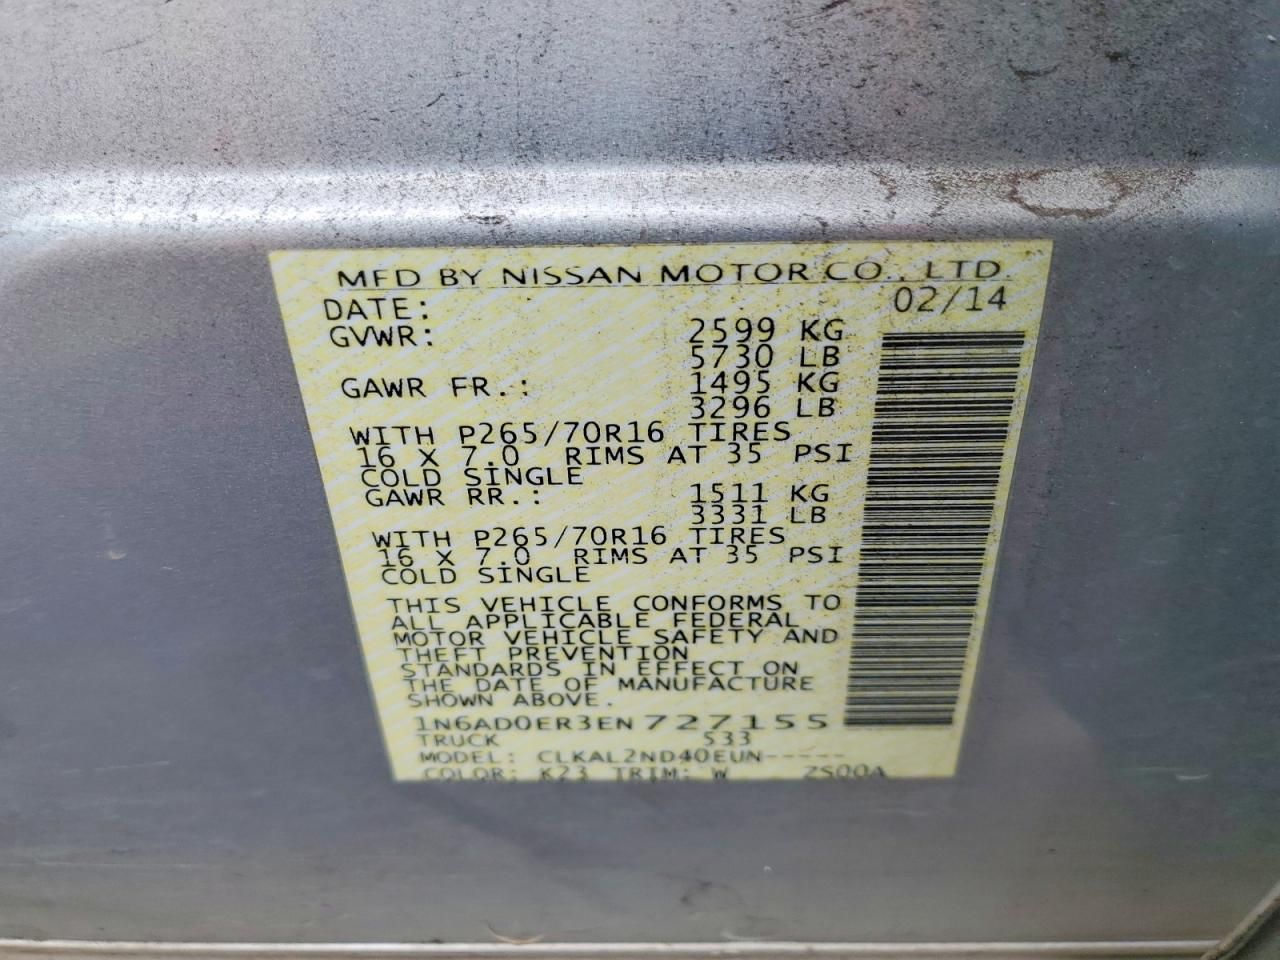 MFD BY NISSAN MOTOR CO., LTD.
DATE: 02/14
GVWR: 2599 KG
5730 LB
GAWR FR.: 1495 KG
3296 LB
WITH P265/70R16 TIRES
16 X 7.0 RIMS AT 35 PSI
COLD SINGLE
GAWR RR.: 1511 KG
3331 LB
WITH P265/70R16 TIRES
16 X 7.0 RIMS AT 35 PSI
COLD SINGLE
THIS VEHICLE CONFORMS TO
ALL APPLICABLE FEDERAL
MOTOR VEHICLE SAFETY AND
THEFT PREVENTION
STANDARDS IN EFFECT ON
THE DATE OF MANUFACTURE
SHOWN ABOVE.
1N6AD0ER3EN727155
TRUCK 533
MODEL: CLKAL2ND40EUN-----
COLOR: K23 TRIM: W ZS00A